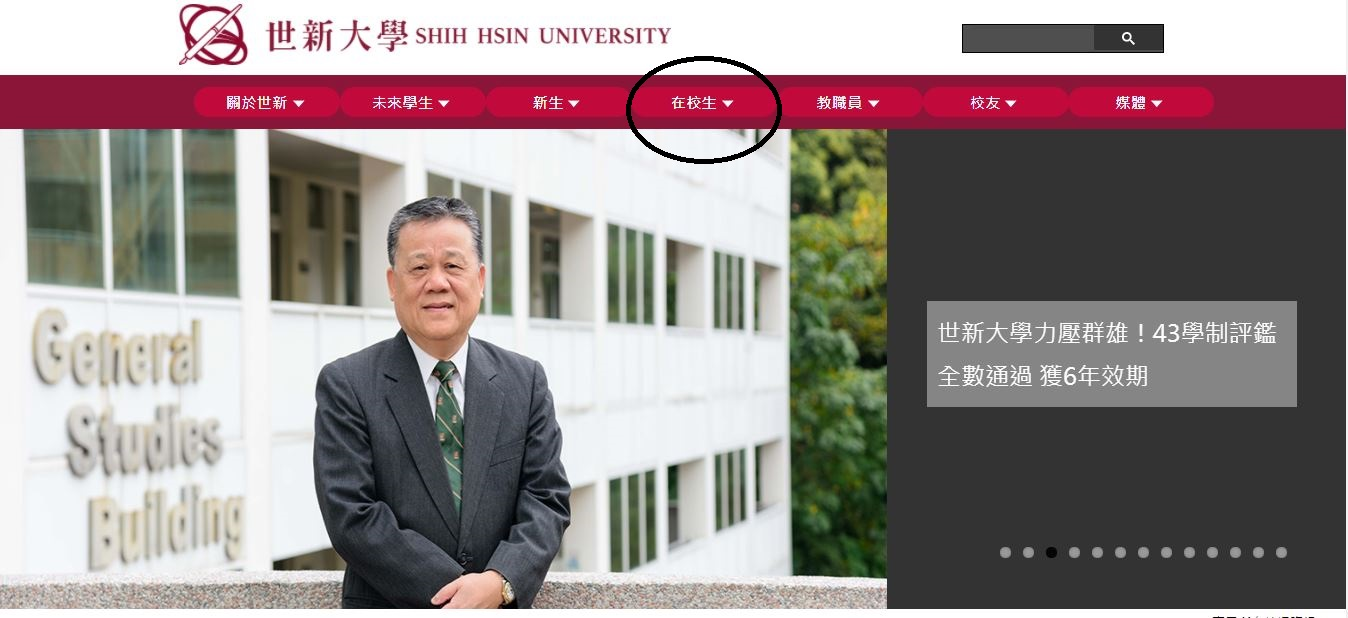 世新大學 SHIH HSIN UNIVERSITY
關於世新
未來學生
新生
在校生
教職員
校友
媒體
General
Studies
Building
世新大學力壓群雄！43學制評鑑
全數通過 獲6年效期